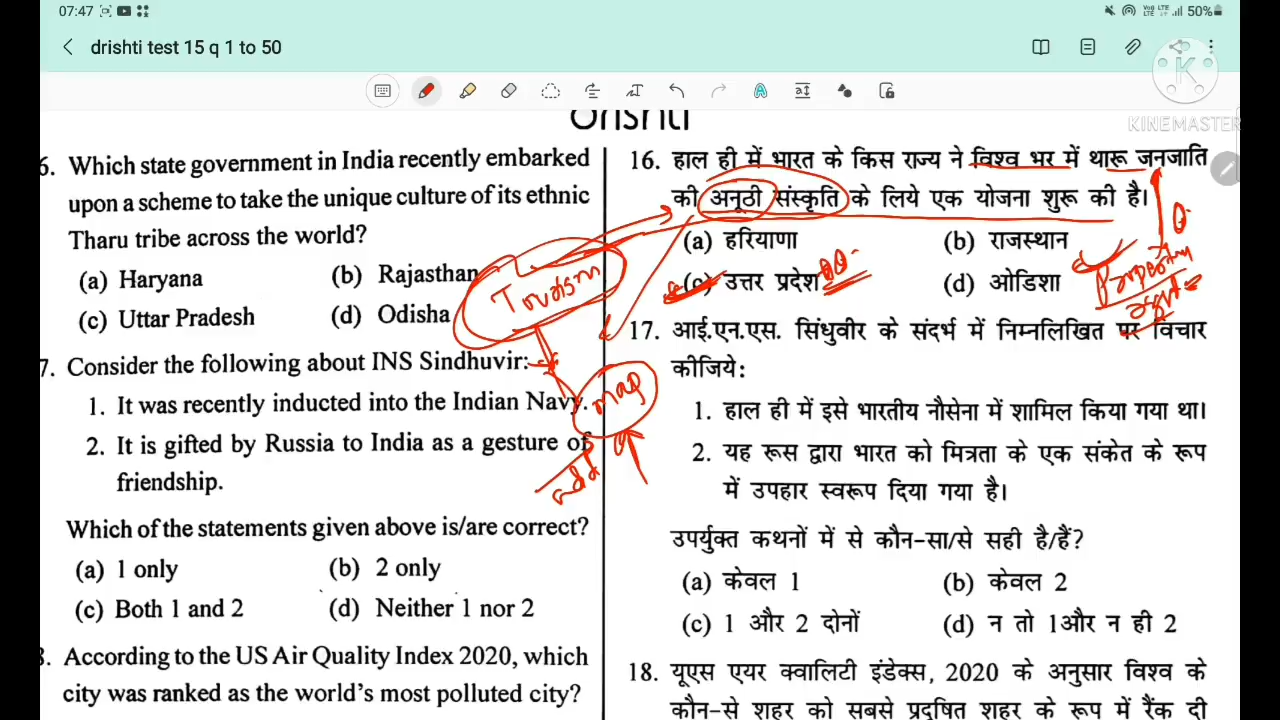 07:47
50%
drishti test 15 q 1 to 50
KINEMASTER
Drishti
6. Which state government in India recently embarked
upon a scheme to take the unique culture of its ethnic
Tharu tribe across the world?
(a) Haryana (b) Rajasthan
(c) Uttar Pradesh (d) Odisha
7. Consider the following about INS Sindhuvir:
1. It was recently inducted into the Indian Navy.
2. It is gifted by Russia to India as a gesture of
friendship.
Which of the statements given above is/are correct?
(a) 1 only (b) 2 only
(c) Both 1 and 2 (d) Neither 1 nor 2
8. According to the US Air Quality Index 2020, which
city was ranked as the world's most polluted city?
Tourism
map
add
16. हाल ही में भारत के किस राज्य ने विश्व भर में थारू जनजाति
की अनूठी संस्कृति के लिये एक योजना शुरू की है।
(a) हरियाणा (b) राजस्थान
(c) उत्तर प्रदेश (d) ओडिशा
17. आई.एन.एस. सिंधुवीर के संदर्भ में निम्नलिखित पर विचार
कीजिये:
1. हाल ही में इसे भारतीय नौसेना में शामिल किया गया था।
2. यह रूस द्वारा भारत को मित्रता के एक संकेत के रूप
में उपहार स्वरूप दिया गया है।
उपर्युक्त कथनों में से कौन-सा/से सही है/हैं?
(a) केवल 1 (b) केवल 2
(c) 1 और 2 दोनों (d) न तो 1और न ही 2
18. यूएस एयर क्वालिटी इंडेक्स, 2020 के अनुसार विश्व के
कौन-से शहर को सबसे प्रदूषित शहर के रूप में रैंक दी